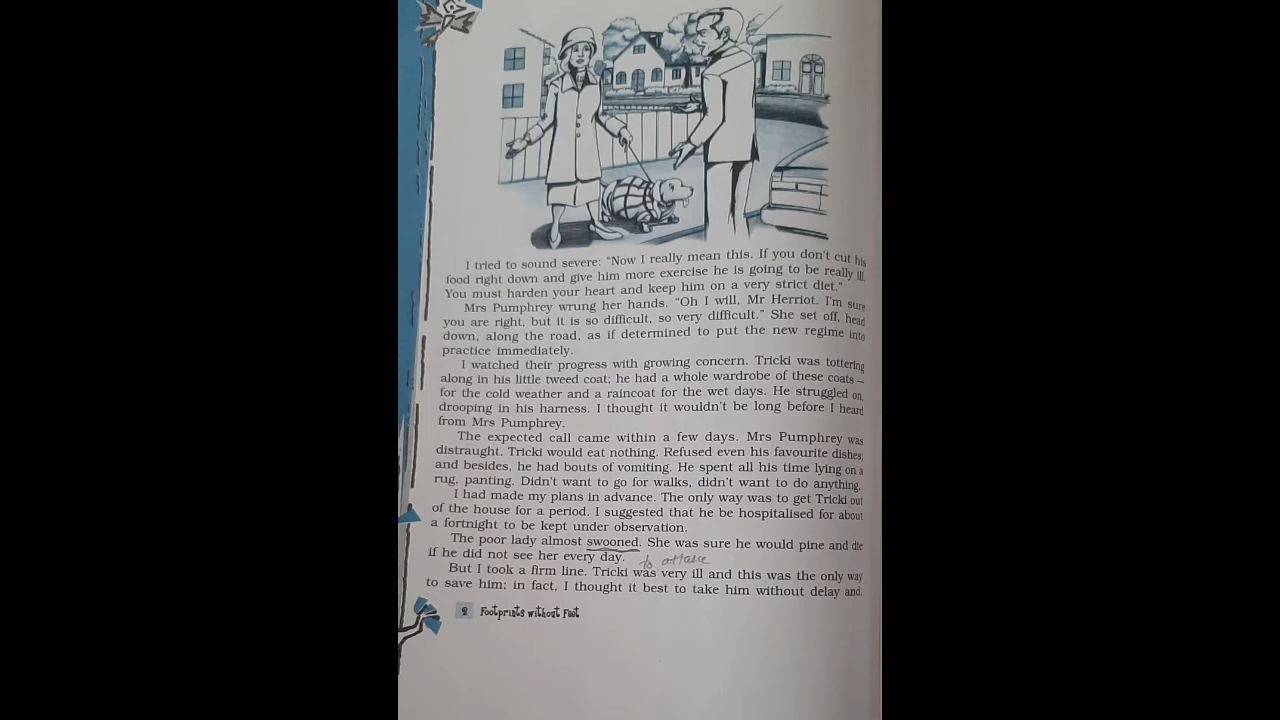 I tried to sound severe: “Now I really mean this. If you don't cut his
food right down and give him more exercise he is going to be really ill.
You must harden your heart and keep him on a very strict diet.”
Mrs Pumphrey wrung her hands. “Oh I will, Mr Herriot. I'm sure
you are right, but it is so difficult, so very difficult.” She set off, head
down, along the road, as if determined to put the new regime into
practice immediately.
I watched their progress with growing concern. Tricki was tottering
along in his little tweed coat; he had a whole wardrobe of these coats —
for the cold weather and a raincoat for the wet days. He struggled on,
drooping in his harness. I thought it wouldn't be long before I heard
from Mrs Pumphrey.
The expected call came within a few days. Mrs Pumphrey was
distraught. Tricki would eat nothing. Refused even his favourite dishes;
and besides, he had bouts of vomiting. He spent all his time lying on a
rug, panting. Didn't want to go for walks, didn't want to do anything.
I had made my plans in advance. The only way was to get Tricki out
of the house for a period. I suggested that he be hospitalised for about
a fortnight to be kept under observation.
The poor lady almost swooned. She was sure he would pine and die
if he did not see her every day.
But I took a firm line. Tricki was very ill and this was the only way
to save him; in fact, I thought it best to take him without delay and.
2 Footprints without Feet